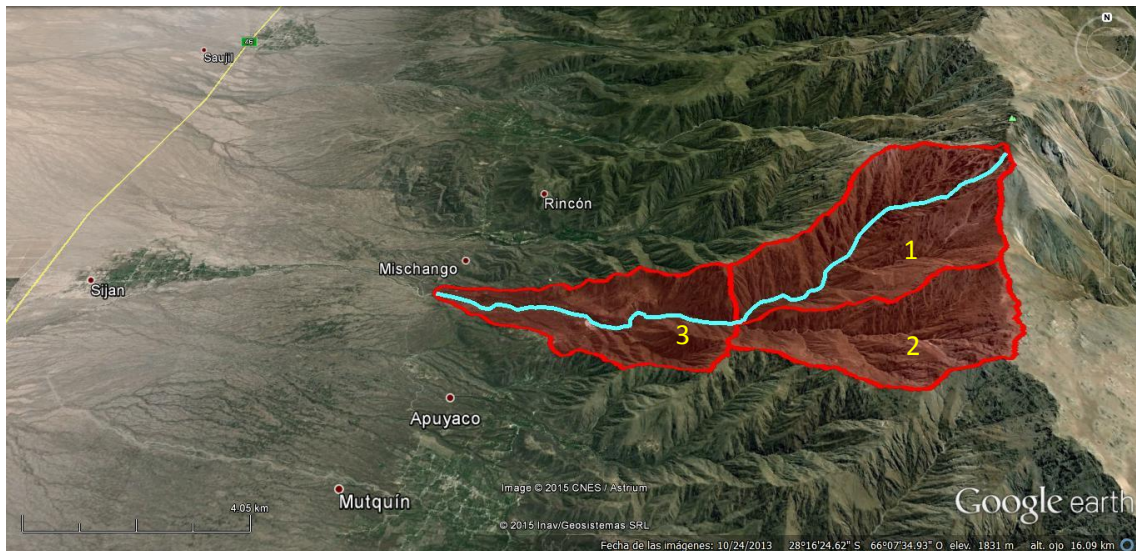 N
46
Saujil
Rincón
1
Mischango
Sijan
3
2
Apuyaco
Image © 2015 CNES / Astrium
Mutquín
Google earth
4.05 km
© 2015 Inav/Geosistemas SRL
Fecha de las imágenes: 10/24/2013 28°16'24.62" S 66°07'34.93" O elev. 1831 m alt. ojo 16.09 km